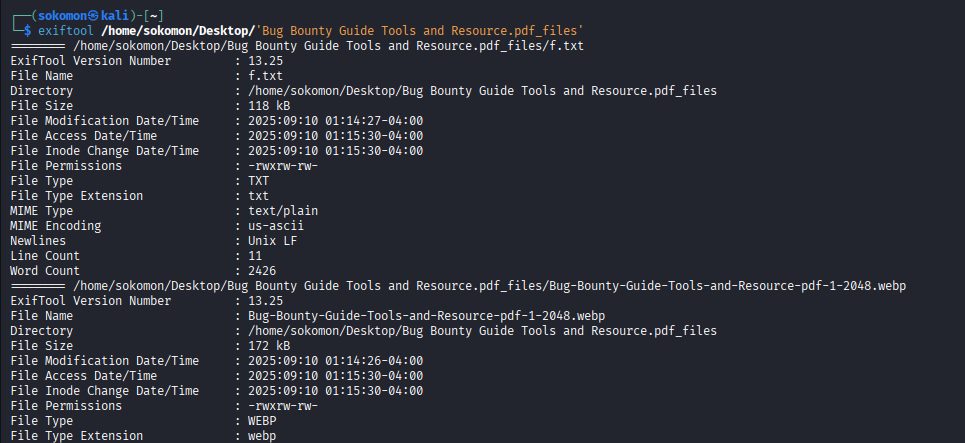 ┌──(sokomon㉿kali)-[~]
└─$ exiftool /home/sokomon/Desktop/'Bug Bounty Guide Tools and Resource.pdf_files'
======== /home/sokomon/Desktop/Bug Bounty Guide Tools and Resource.pdf_files/f.txt
ExifTool Version Number         : 13.25
File Name                       : f.txt
Directory                       : /home/sokomon/Desktop/Bug Bounty Guide Tools and Resource.pdf_files
File Size                       : 118 kB
File Modification Date/Time     : 2025:09:10 01:14:27-04:00
File Access Date/Time           : 2025:09:10 01:15:30-04:00
File Inode Change Date/Time     : 2025:09:10 01:15:30-04:00
File Permissions                : -rwxrw-rw-
File Type                       : TXT
File Type Extension             : txt
MIME Type                       : text/plain
MIME Encoding                   : us-ascii
Newlines                        : Unix LF
Line Count                      : 11
Word Count                      : 2426
======== /home/sokomon/Desktop/Bug Bounty Guide Tools and Resource.pdf_files/Bug-Bounty-Guide-Tools-and-Resource-pdf-1-2048.webp
ExifTool Version Number         : 13.25
File Name                       : Bug-Bounty-Guide-Tools-and-Resource-pdf-1-2048.webp
Directory                       : /home/sokomon/Desktop/Bug Bounty Guide Tools and Resource.pdf_files
File Size                       : 172 kB
File Modification Date/Time     : 2025:09:10 01:14:26-04:00
File Access Date/Time           : 2025:09:10 01:15:30-04:00
File Inode Change Date/Time     : 2025:09:10 01:15:30-04:00
File Permissions                : -rwxrw-rw-
File Type                       : WEBP
File Type Extension             : webp